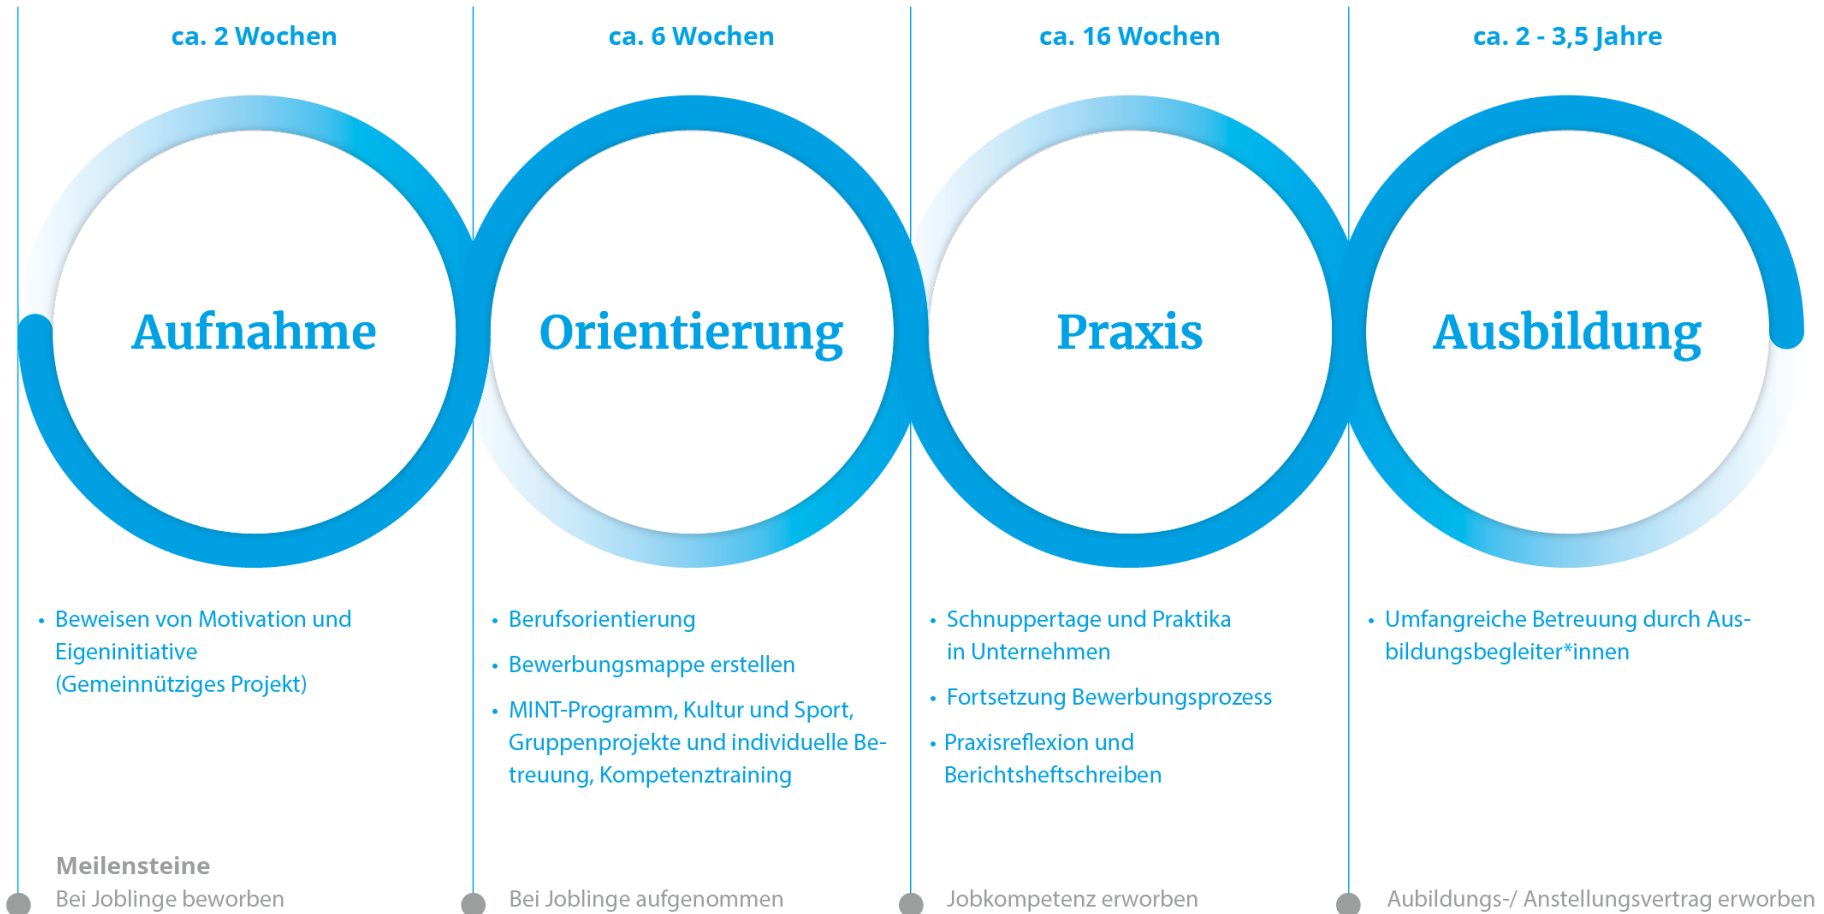 ca. 2 Wochen
ca. 6 Wochen
ca. 16 Wochen
ca. 2 - 3,5 Jahre
Aufnahme
Orientierung
Praxis
Ausbildung
• Beweisen von Motivation und
Eigeninitiative
(Gemeinnütziges Projekt)
• Berufsorientierung
• Bewerbungsmappe erstellen
• MINT-Programm, Kultur und Sport,
Gruppenprojekte und individuelle Be-
treuung, Kompetenztraining
• Schnuppertage und Praktika
in Unternehmen
• Fortsetzung Bewerbungsprozess
• Praxisreflexion und
Berichtsheftschreiben
• Umfangreiche Betreuung durch Aus-
bildungsbegleiter*innen
Meilensteine
Bei Joblinge beworben
Bei Joblinge aufgenommen
Jobkompetenz erworben
Aubildungs-/ Anstellungsvertrag erworben